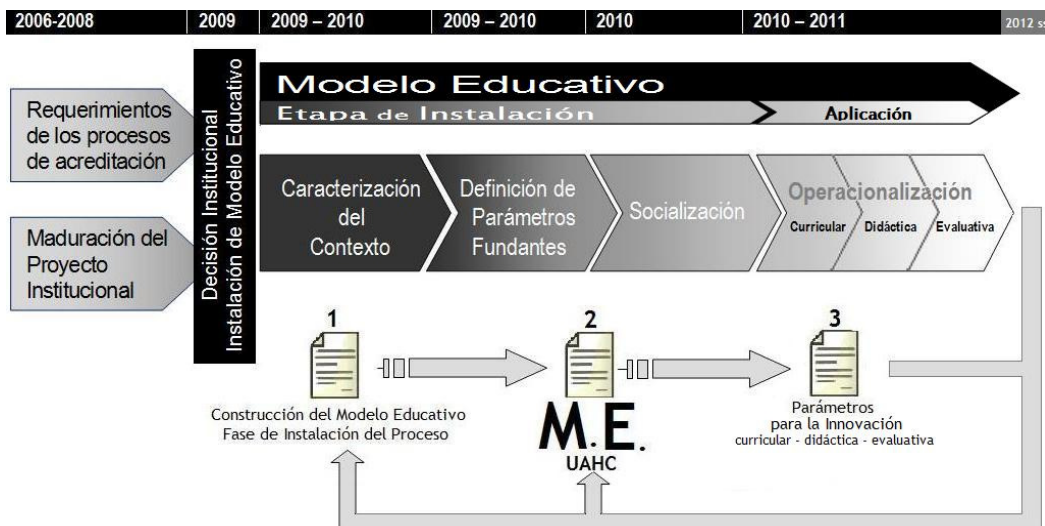 2006-2008
2009
2009 – 2010
2009 – 2010
2010
2010 – 2011
2012 ss
Requerimientos
de los procesos
de acreditación
Maduración del
Proyecto
Institucional
Decisión Institucional
Instalación de Modelo Educativo
Modelo Educativo
Etapa de Instalación
Aplicación
Caracterización
del
Contexto
Definición de
Parámetros
Fundantes
Socialización
Operacionalización
Curricular
Didáctica
Evaluativa
1
2
3
Construcción del Modelo Educativo
Fase de Instalación del Proceso
M.E.
UAHC
Parámetros
para la Innovación
curricular - didáctica - evaluativa